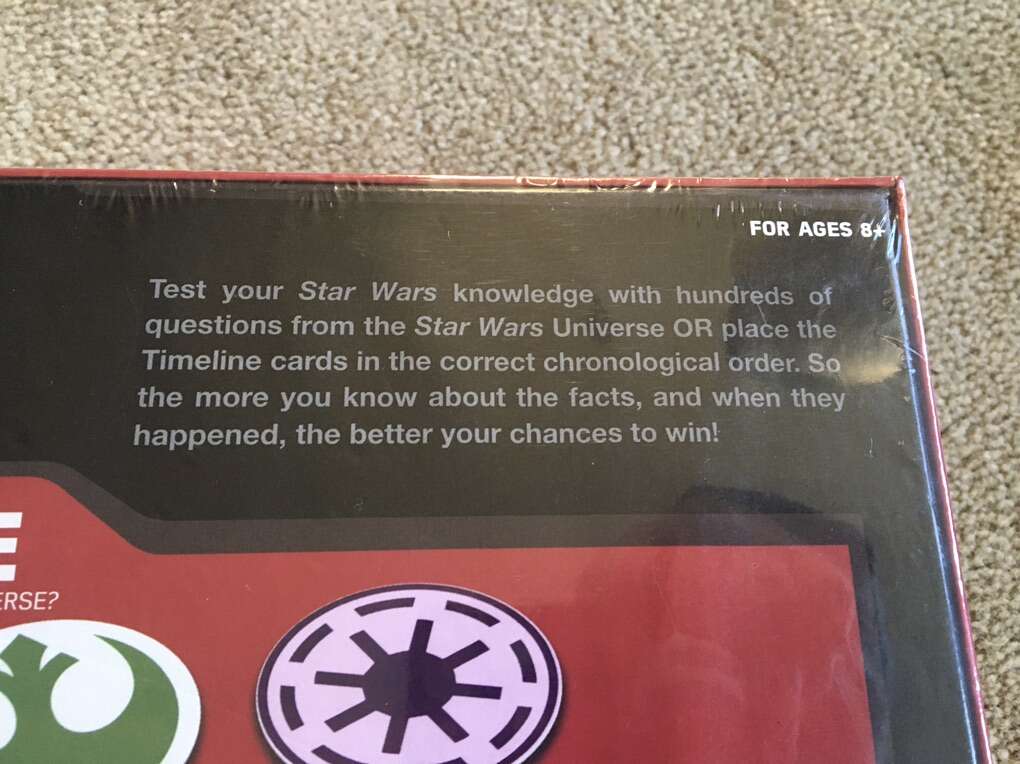 FOR AGES 8+
Test your Star Wars knowledge with hundreds of
questions from the Star Wars Universe OR place the
Timeline cards in the correct chronological order. So
the more you know about the facts, and when they
happened, the better your chances to win!
E
ERSE?